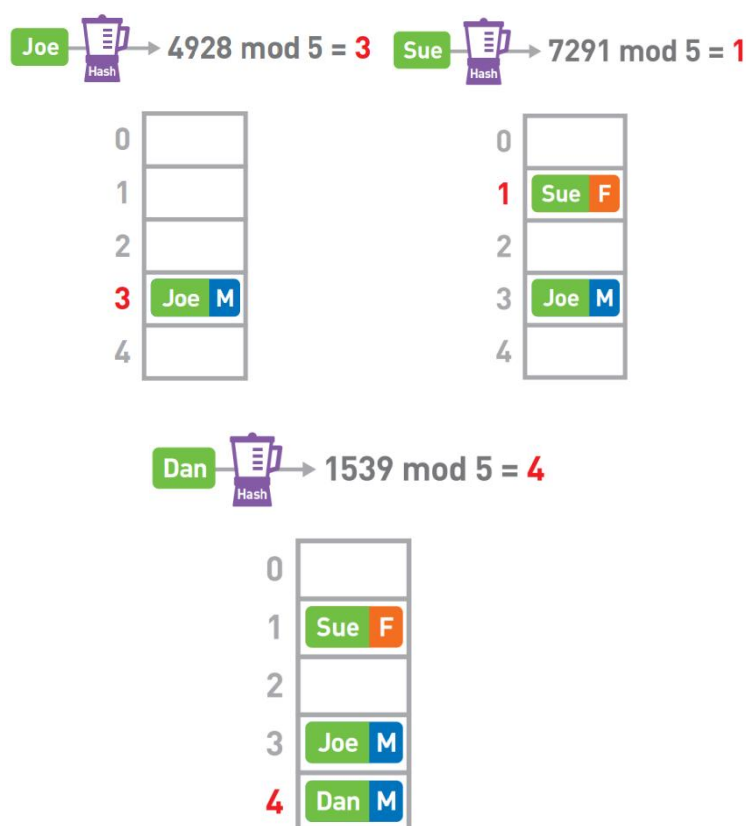 Joe Hash 4928 mod 5 = 3
0
1
2
3 Joe M
4
Sue Hash 7291 mod 5 = 1
0
1 Sue F
2
3 Joe M
4
Dan Hash 1539 mod 5 = 4
0
1 Sue F
2
3 Joe M
4 Dan M